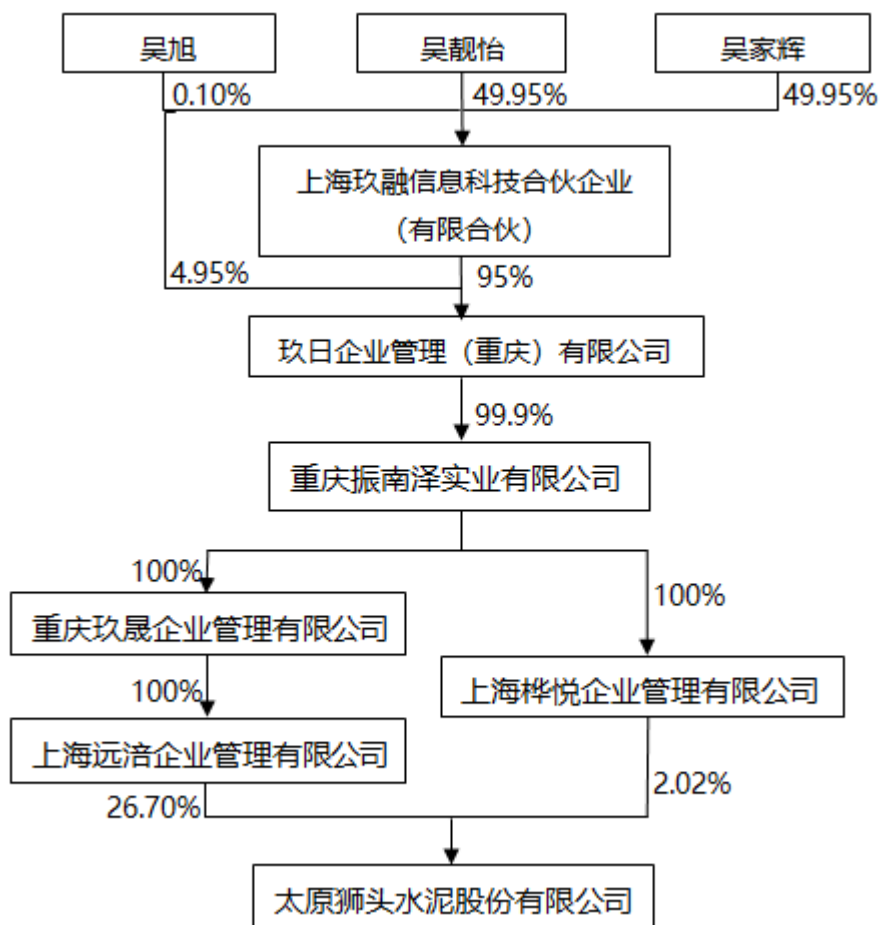 吴旭
吴靓怡
吴家辉
0.10%
49.95%
49.95%
上海玖融信息科技合伙企业
（有限合伙）
4.95%
95%
玖日企业管理（重庆）有限公司
99.9%
重庆振南泽实业有限公司
100%
100%
重庆玖晟企业管理有限公司
100%
上海桦悦企业管理有限公司
上海远涪企业管理有限公司
26.70%
2.02%
太原狮头水泥股份有限公司